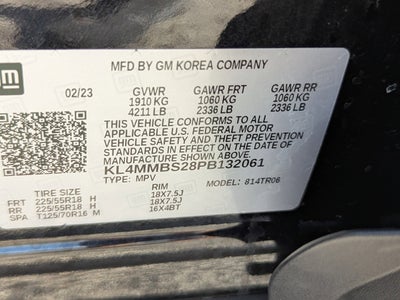 gm
MFD BY GM KOREA COMPANY
02/23 GVWR GAWR FRT GAWR RR
1910 KG 1060 KG 1060 KG
4211 LB 2336 LB 2336 LB
THIS VEHICLE CONFORMS TO ALL
APPLICABLE U.S. FEDERAL MOTOR
VEHICLE SAFETY AND THEFT PREVENTION
STANDARDS IN EFFECT ON THE DATE OF
MANUFACTURE SHOWN ABOVE.
KL4MMBS28PB132061
TYPE: MPV MODEL: 814TR06
RIM
FRT 225/55R18 H 18X7.5J
RR 225/55R18 H 18X7.5J
SPA T125/70R16 M 16X4BT